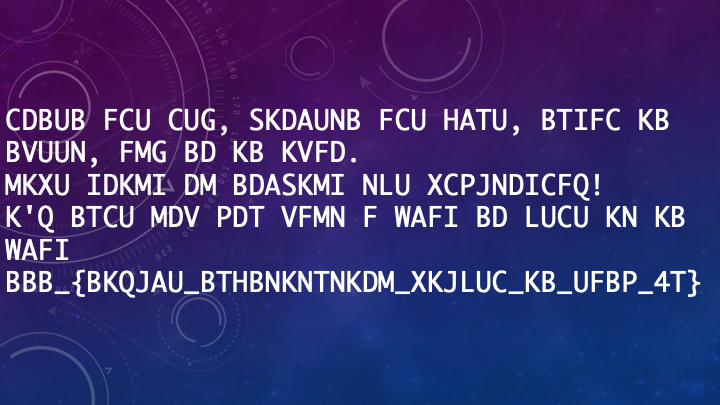 CDBUB FCU CUG, SKDAUNB FCU HATU, BTIFC KB
BVUUN, FMG BD KB KVFD.
MKXU IDKMI DM BDASKMI NLU XCPJNDICFQ!
K'Q BTCU MDV PDT VFMN F WAFI BD LUCU KN KB
WAFI
BBB_{BKQJAU_BTHBNKNTNKDM_XKJLUC_KB_UFBP_4T}